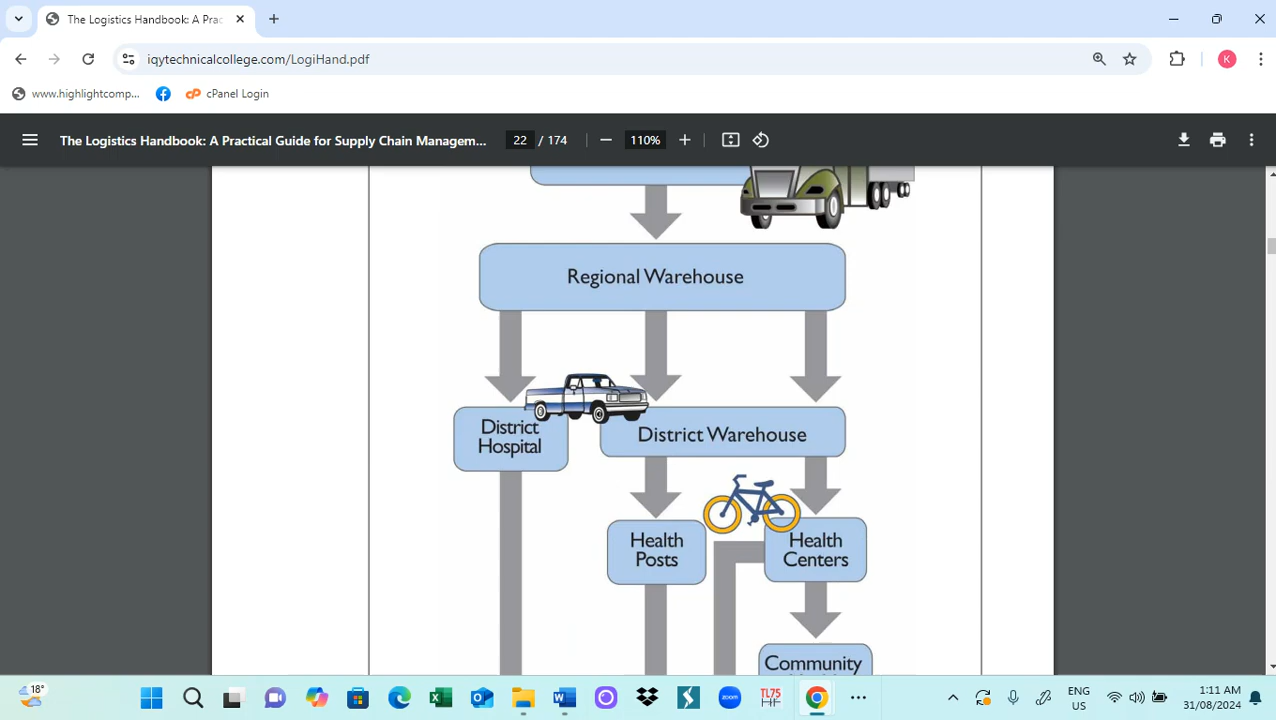 The Logistics Handbook: A Prac
iqytechnicalcollege.com/LogiHand.pdf
K
www.highlightcomp...
cPanel Login
The Logistics Handbook: A Practical Guide for Supply Chain Managem...
22 / 174
110%
Regional Warehouse
District
Hospital
District Warehouse
Health
Posts
Health
Centers
Community
18°
zoom
TL75
ENG
US
1:11 AM
31/08/2024